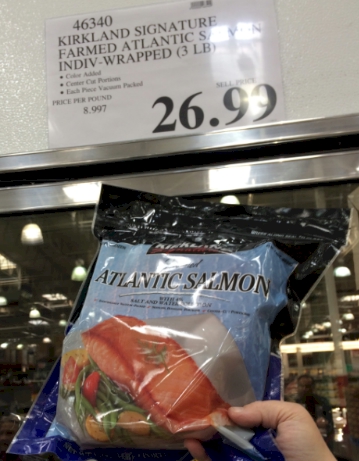 46340
KIRKLAND SIGNATURE
FARMED ATLANTIC SALMON
INDIV-WRAPPED (3 LB)
• Color Added
• Center Cut Portions
• Each Piece Vacuum Packed
SELL PRICE
PRICE PER POUND
8.997
26.99
KIRKLAND
ATLANTIC SALMON